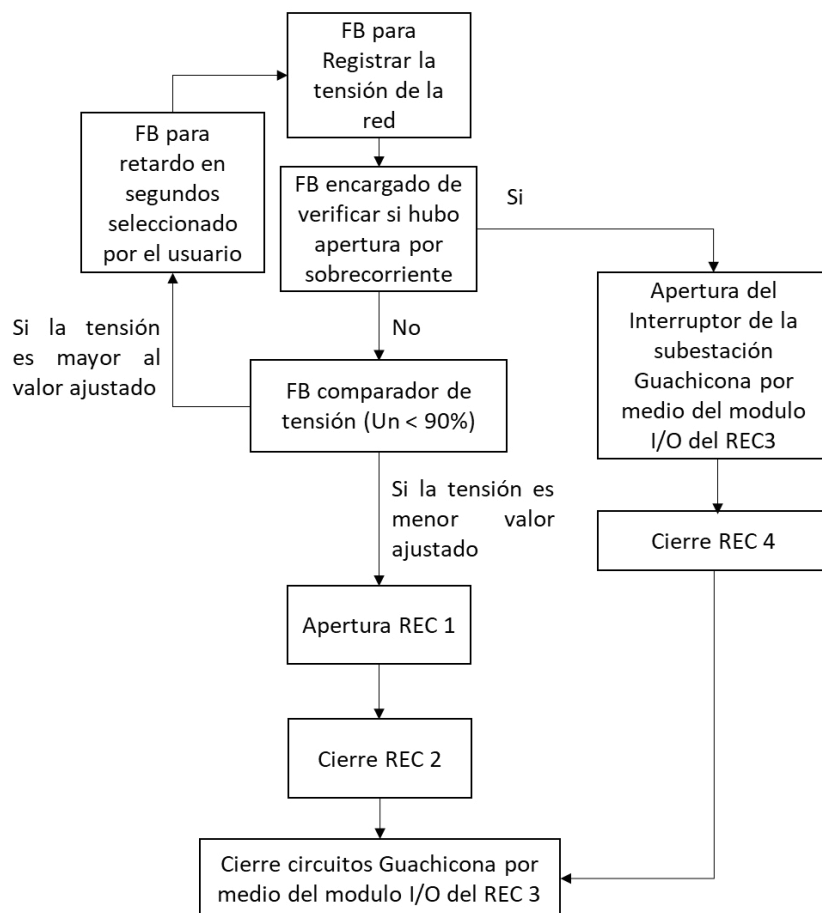 FB para
Registrar la
tensión de la
red
FB para
retardo en
segundos
seleccionado
por el usuario
FB encargado de
verificar si hubo
apertura por
sobrecorriente
Si
No
Si la tensión
es mayor al
valor ajustado
FB comparador de
tensión (Un < 90%)
Apertura del
Interruptor de la
subestación
Guachicona por
medio del modulo
I/O del REC3
Si la tensión es
menor valor
ajustado
Cierre REC 4
Apertura REC 1
Cierre REC 2
Cierre circuitos Guachicona por
medio del modulo I/O del REC 3